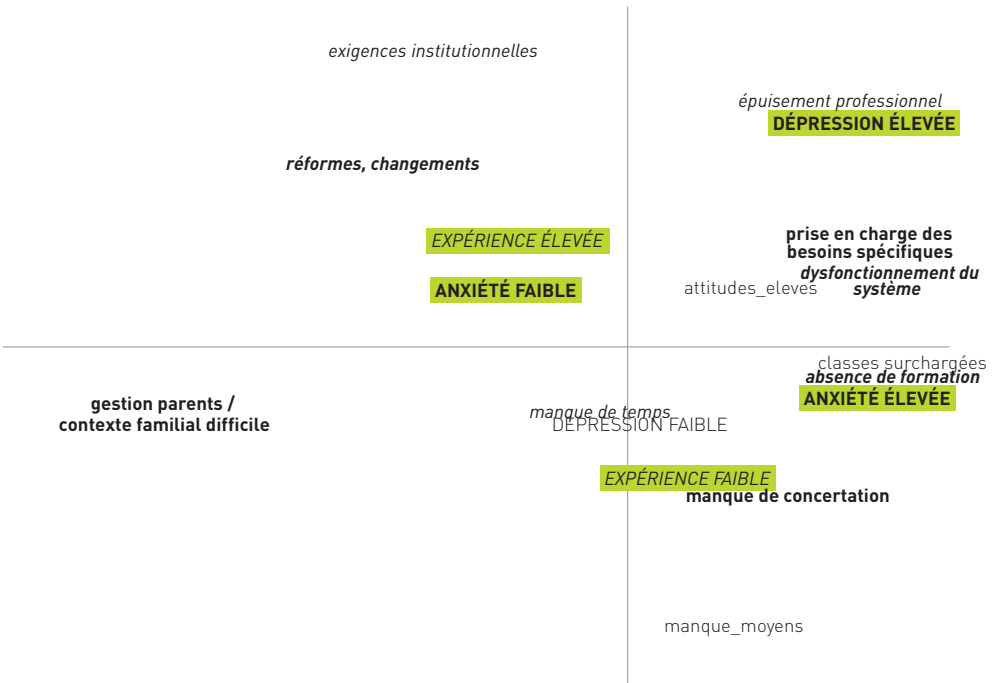 exigences institutionnelles
épuisement professionnel
DÉPRESSION ÉLEVÉE
réformes, changements
EXPÉRIENCE ÉLEVÉE
prise en charge des
besoins spécifiques
dysfonctionnement du
système
ANXIÉTÉ FAIBLE
attitudes_eleves
classes surchargées
absence de formation
ANXIÉTÉ ÉLEVÉE
gestion parents /
contexte familial difficile
manque de temps
DÉPRESSION FAIBLE
EXPÉRIENCE FAIBLE
manque de concertation
manque_moyens